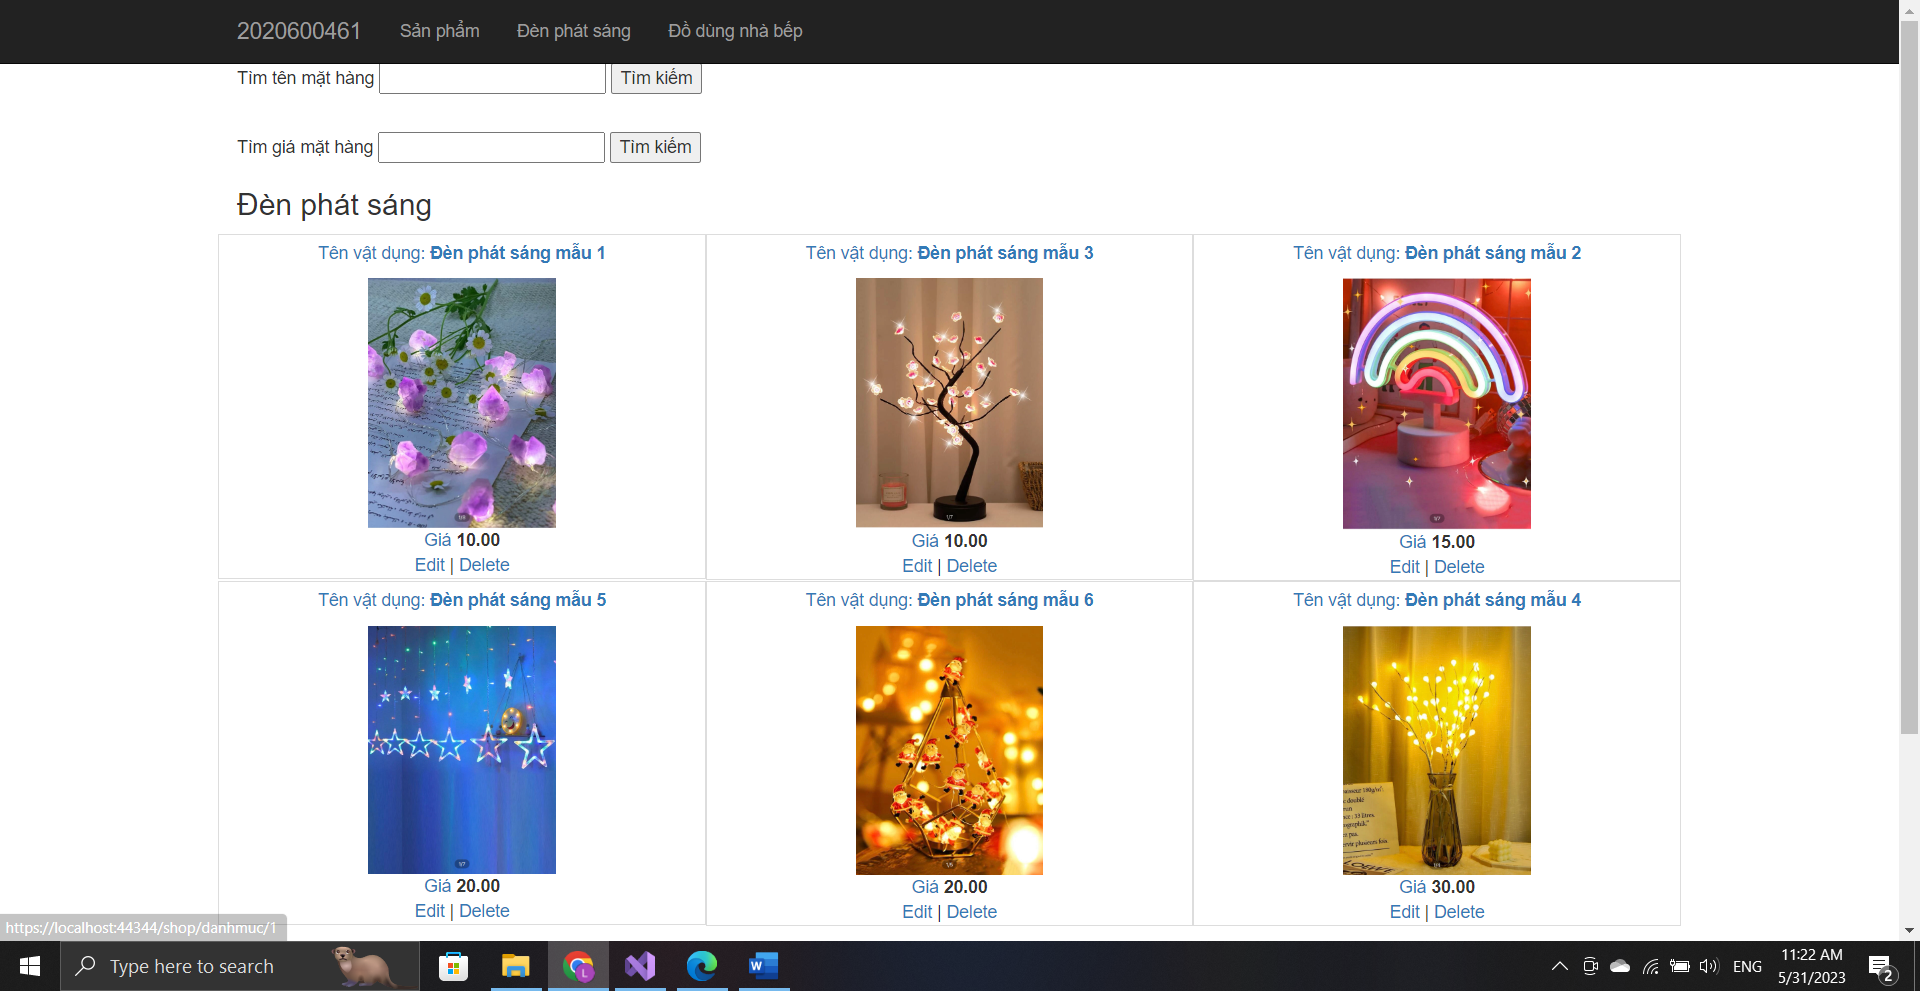 2020600461 Sản phẩm Đèn phát sáng Đồ dùng nhà bếp
Tìm tên mặt hàng Tìm kiếm
Tìm giá mặt hàng Tìm kiếm
Đèn phát sáng
Tên vật dụng: Đèn phát sáng mẫu 1
Tên vật dụng: Đèn phát sáng mẫu 3
Tên vật dụng: Đèn phát sáng mẫu 2
Giá 10.00
Edit | Delete
Giá 10.00
Edit | Delete
Giá 15.00
Edit | Delete
Tên vật dụng: Đèn phát sáng mẫu 5
Tên vật dụng: Đèn phát sáng mẫu 6
Tên vật dụng: Đèn phát sáng mẫu 4
Giá 20.00
Edit | Delete
Giá 20.00
Edit | Delete
Giá 30.00
Edit | Delete
https://localhost:44344/shop/danhmuc/1
Type here to search
ENG
11:22 AM
5/31/2023
2